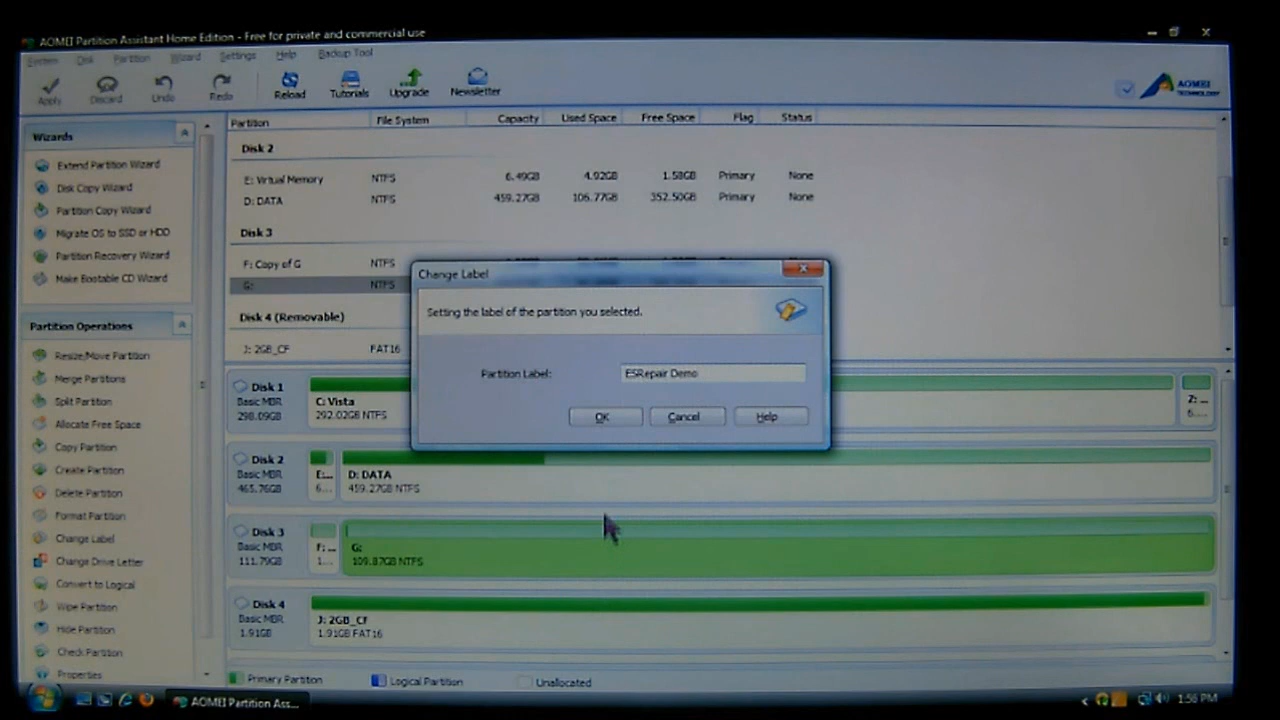 AOMEI Partition Assistant Home Edition - Free for private and commercial use
System Disk Partition Wizard Settings Help Backup Tool
Apply Discard Undo Redo Reload Tutorials Upgrade Newsletter
AOMEI
TECHNOLOGY
Wizards
Extend Partition Wizard
Disk Copy Wizard
Partition Copy Wizard
Migrate OS to SSD or HDD
Partition Recovery Wizard
Make Bootable CD Wizard
Partition Operations
Resize/Move Partition
Merge Partitions
Split Partition
Allocate Free Space
Copy Partition
Create Partition
Delete Partition
Format Partition
Change Label
Change Drive Letter
Convert to Logical
Wipe Partition
Hide Partition
Check Partition
Properties
Partition File System Capacity Used Space Free Space Flag Status
Disk 2
E: Virtual Memory NTFS 6.49GB 4.92GB 1.58GB Primary None
D: DATA NTFS 459.27GB 106.77GB 352.50GB Primary None
Disk 3
F: Copy of G NTFS
G: NTFS
Disk 4 (Removable)
J: 2GB_CF FAT16
Change Label
Setting the label of the partition you selected.
Partition Label: ESRepair Demo
OK Cancel Help
Disk 1
Basic MBR
298.09GB
C: Vista
292.02GB NTFS
Z: ...
6....
Disk 2
Basic MBR
465.76GB
E:...
6...
D: DATA
459.27GB NTFS
Disk 3
Basic MBR
111.79GB
F: ...
1...
G:
109.87GB NTFS
Disk 4
Basic MBR
1.91GB
J: 2GB_CF
1.91GB FAT16
Primary Partition Logical Partition Unallocated
AOMEI Partition Ass...
1:56 PM